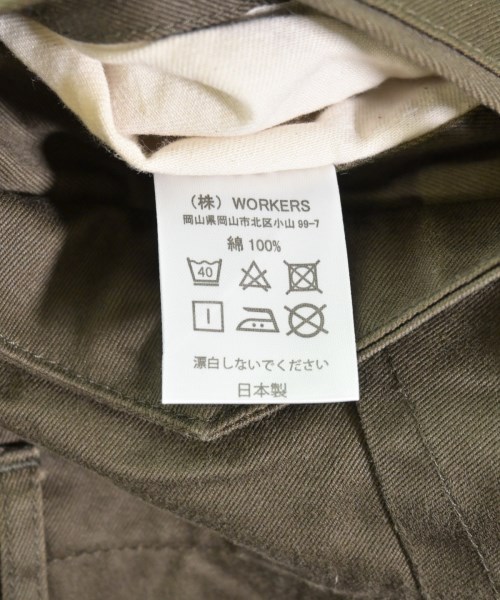 （株）WORKERS
岡山県岡山市北区小山 99-7
綿 100%
40
漂白しないでください
日本製